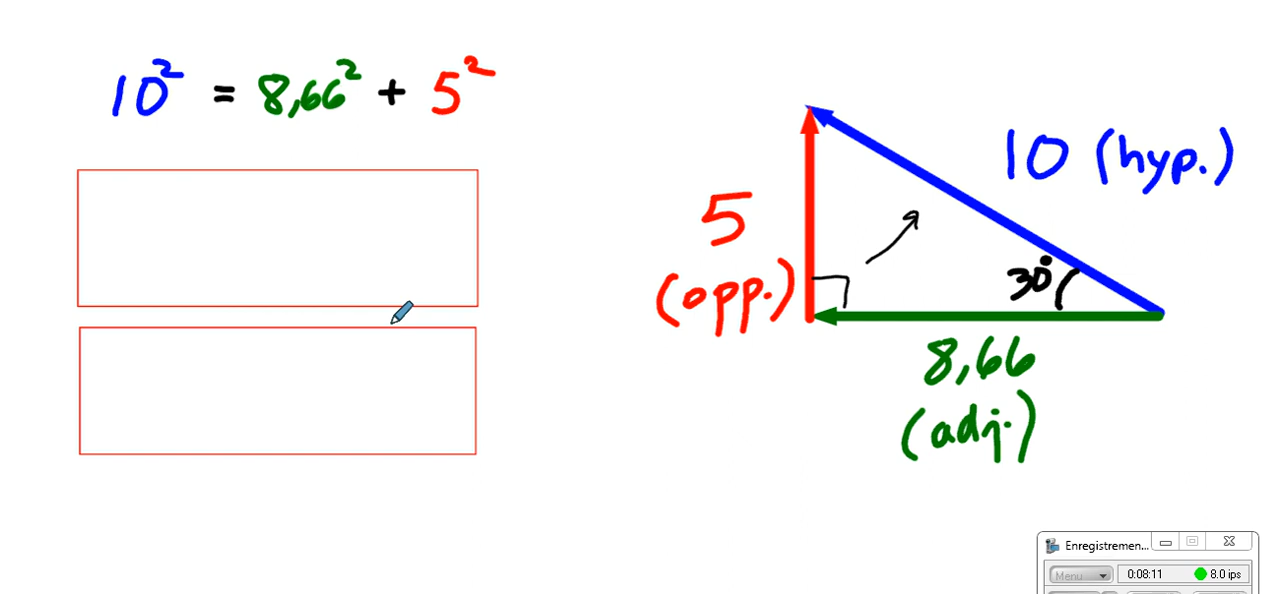 10² = 8,66² + 5²
10 (hyp.)
5
(opp.)
30°
8,66
(adj.)
Enregistremen...
Menu
0:08:11
8.0 ips